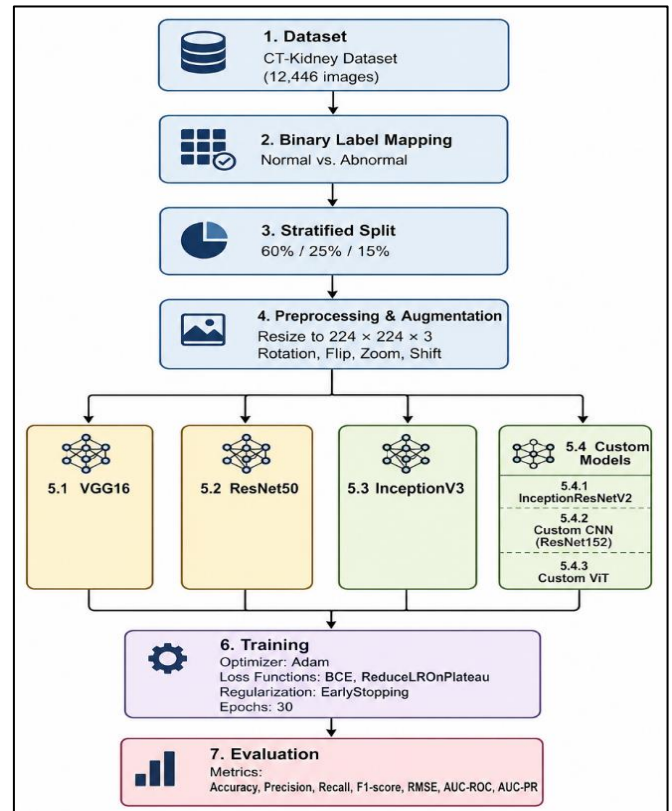 1. Dataset
CT-Kidney Dataset
(12,446 images)
2. Binary Label Mapping
Normal vs. Abnormal
3. Stratified Split
60% / 25% / 15%
4. Preprocessing & Augmentation
Resize to 224 × 224 × 3
Rotation, Flip, Zoom, Shift
5.1 VGG16
5.2 ResNet50
5.3 InceptionV3
5.4 Custom
Models
5.4.1
InceptionResNetV2
5.4.2
Custom CNN
(ResNet152)
5.4.3
Custom ViT
6. Training
Optimizer: Adam
Loss Functions: BCE, ReduceLROnPlateau
Regularization: EarlyStopping
Epochs: 30
7. Evaluation
Metrics:
Accuracy, Precision, Recall, F1-score, RMSE, AUC-ROC, AUC-PR